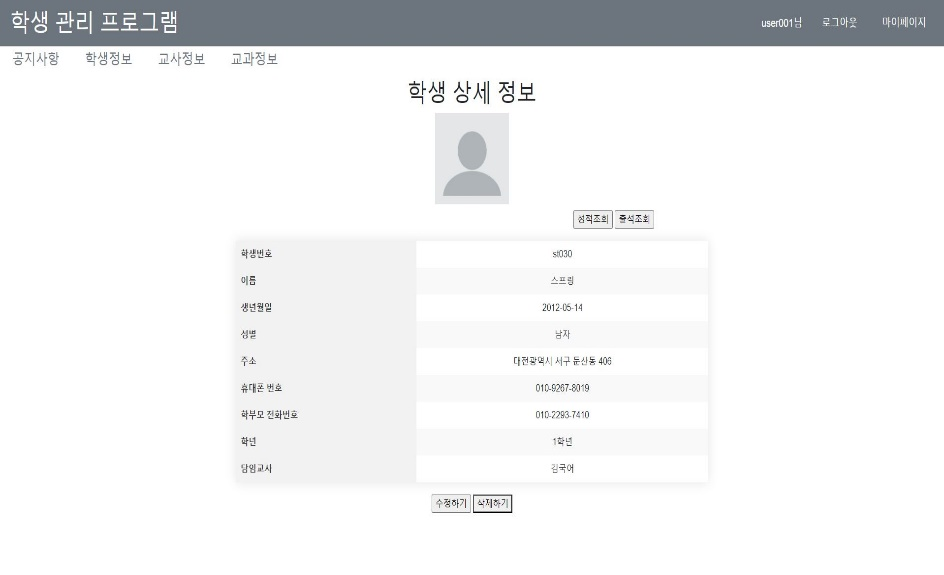 학생 관리 프로그램
user001님 로그아웃 마이페이지
공지사항 학생정보 교사정보 교과정보
학생 상세 정보
성적조회 출석조회
학생번호 st030
이름 스프링
생년월일 2012-05-14
성별 남자
주소 대전광역시 서구 둔산동 406
휴대폰 번호 010-9267-8019
학부모 전화번호 010-2293-7410
학년 1학년
담임교사 김국어
수정하기 삭제하기